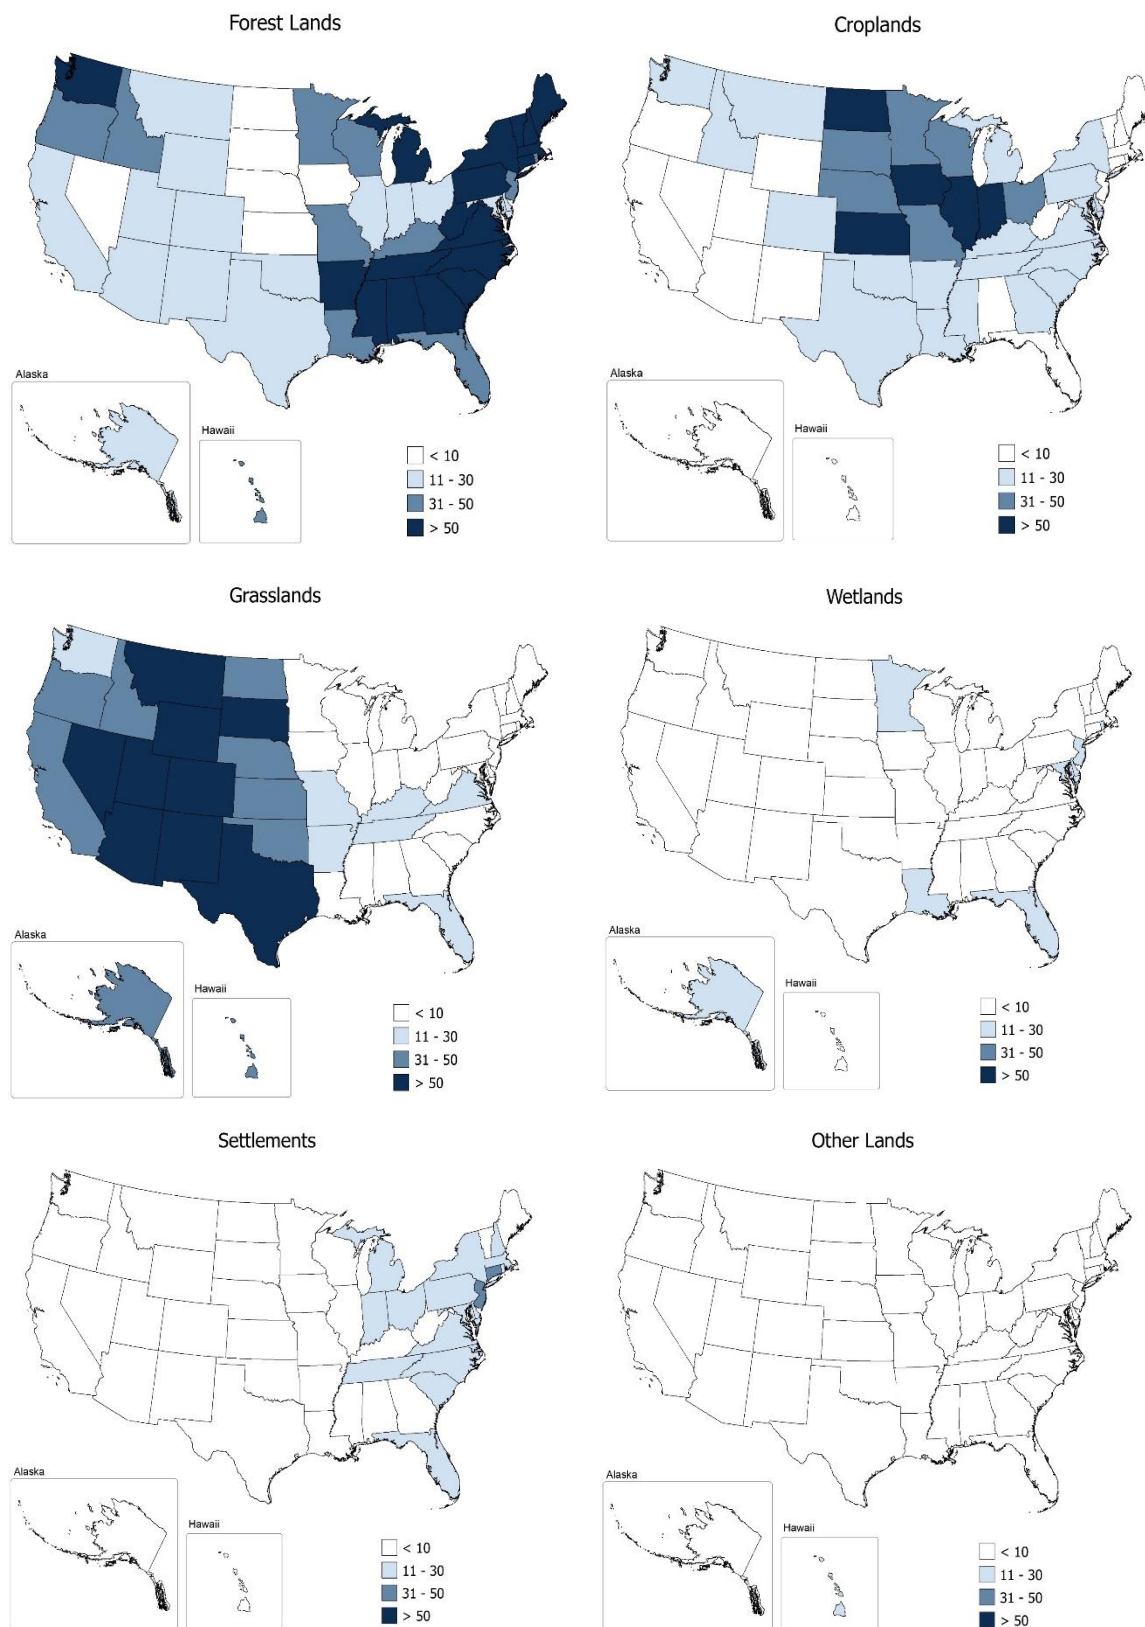 Forest Lands
Croplands
Alaska
Hawaii
< 10
11 - 30
31 - 50
> 50
Alaska
Hawaii
< 10
11 - 30
31 - 50
> 50
Grasslands
Wetlands
Alaska
Hawaii
< 10
11 - 30
31 - 50
> 50
Alaska
Hawaii
< 10
11 - 30
31 - 50
> 50
Settlements
Other Lands
Alaska
Hawaii
< 10
11 - 30
31 - 50
> 50
Alaska
Hawaii
< 10
11 - 30
31 - 50
> 50